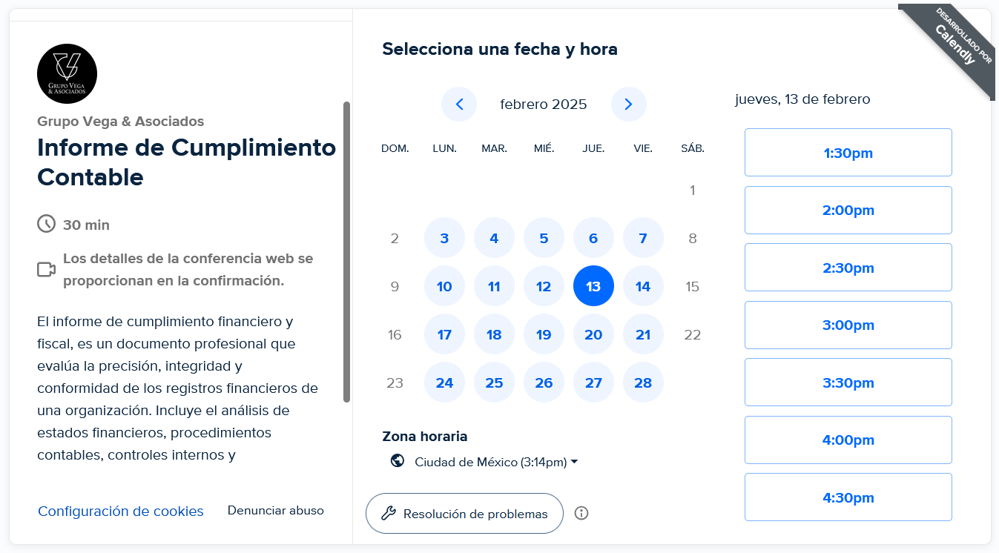 GRUPO VEGA
& ASOCIADOS
Grupo Vega & Asociados
Informe de Cumplimiento
Contable
30 min
Los detalles de la conferencia web se
proporcionan en la confirmación.
El informe de cumplimiento financiero y
fiscal, es un documento profesional que
evalúa la precisión, integridad y
conformidad de los registros financieros de
una organización. Incluye el análisis de
estados financieros, procedimientos
contables, controles internos y
Configuración de cookies
Denunciar abuso
Selecciona una fecha y hora
febrero 2025
DOM. LUN. MAR. MIÉ. JUE. VIE. SÁB.
1
2 3 4 5 6 7 8
9 10 11 12 13 14 15
16 17 18 19 20 21 22
23 24 25 26 27 28
Zona horaria
Ciudad de México (3:14pm)
Resolución de problemas
jueves, 13 de febrero
1:30pm
2:00pm
2:30pm
3:00pm
3:30pm
4:00pm
4:30pm
DESARROLLADO POR
Calendly